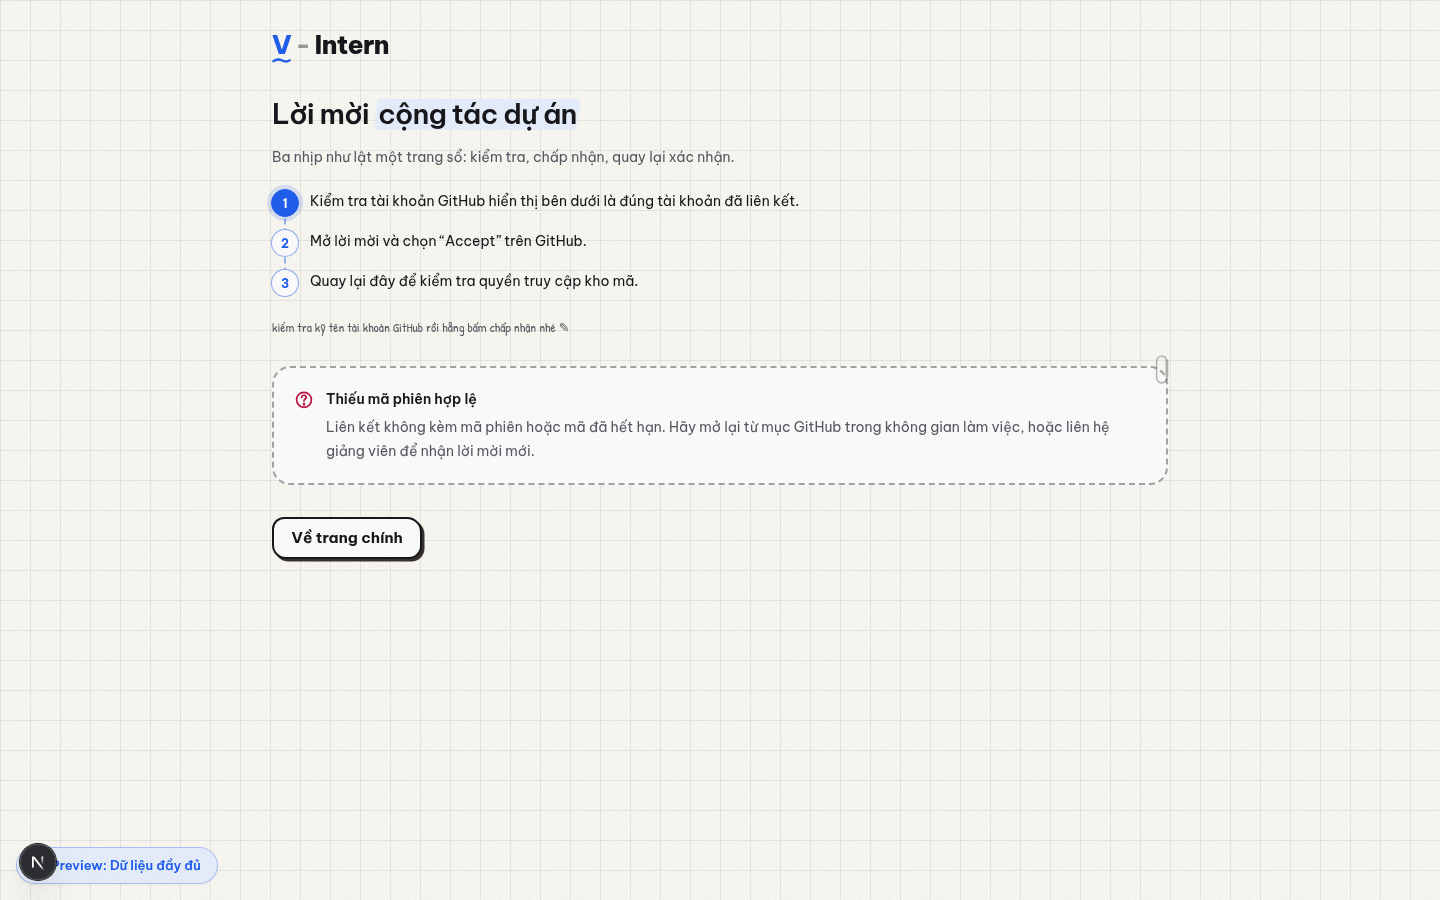 V - Intern
Lời mời cộng tác dự án
Ba nhịp như lật một trang sổ: kiểm tra, chấp nhận, quay lại xác nhận.
1 Kiểm tra tài khoản GitHub hiển thị bên dưới là đúng tài khoản đã liên kết.
2 Mở lời mời và chọn “Accept” trên GitHub.
3 Quay lại đây để kiểm tra quyền truy cập kho mã.
kiểm tra kỹ tên tài khoản GitHub rồi hẵng bấm chấp nhận nhé ✎
Thiếu mã phiên hợp lệ
Liên kết không kèm mã phiên hoặc mã đã hết hạn. Hãy mở lại từ mục GitHub trong không gian làm việc, hoặc liên hệ
giảng viên để nhận lời mời mới.
Về trang chính
N Preview: Dữ liệu đầy đủ